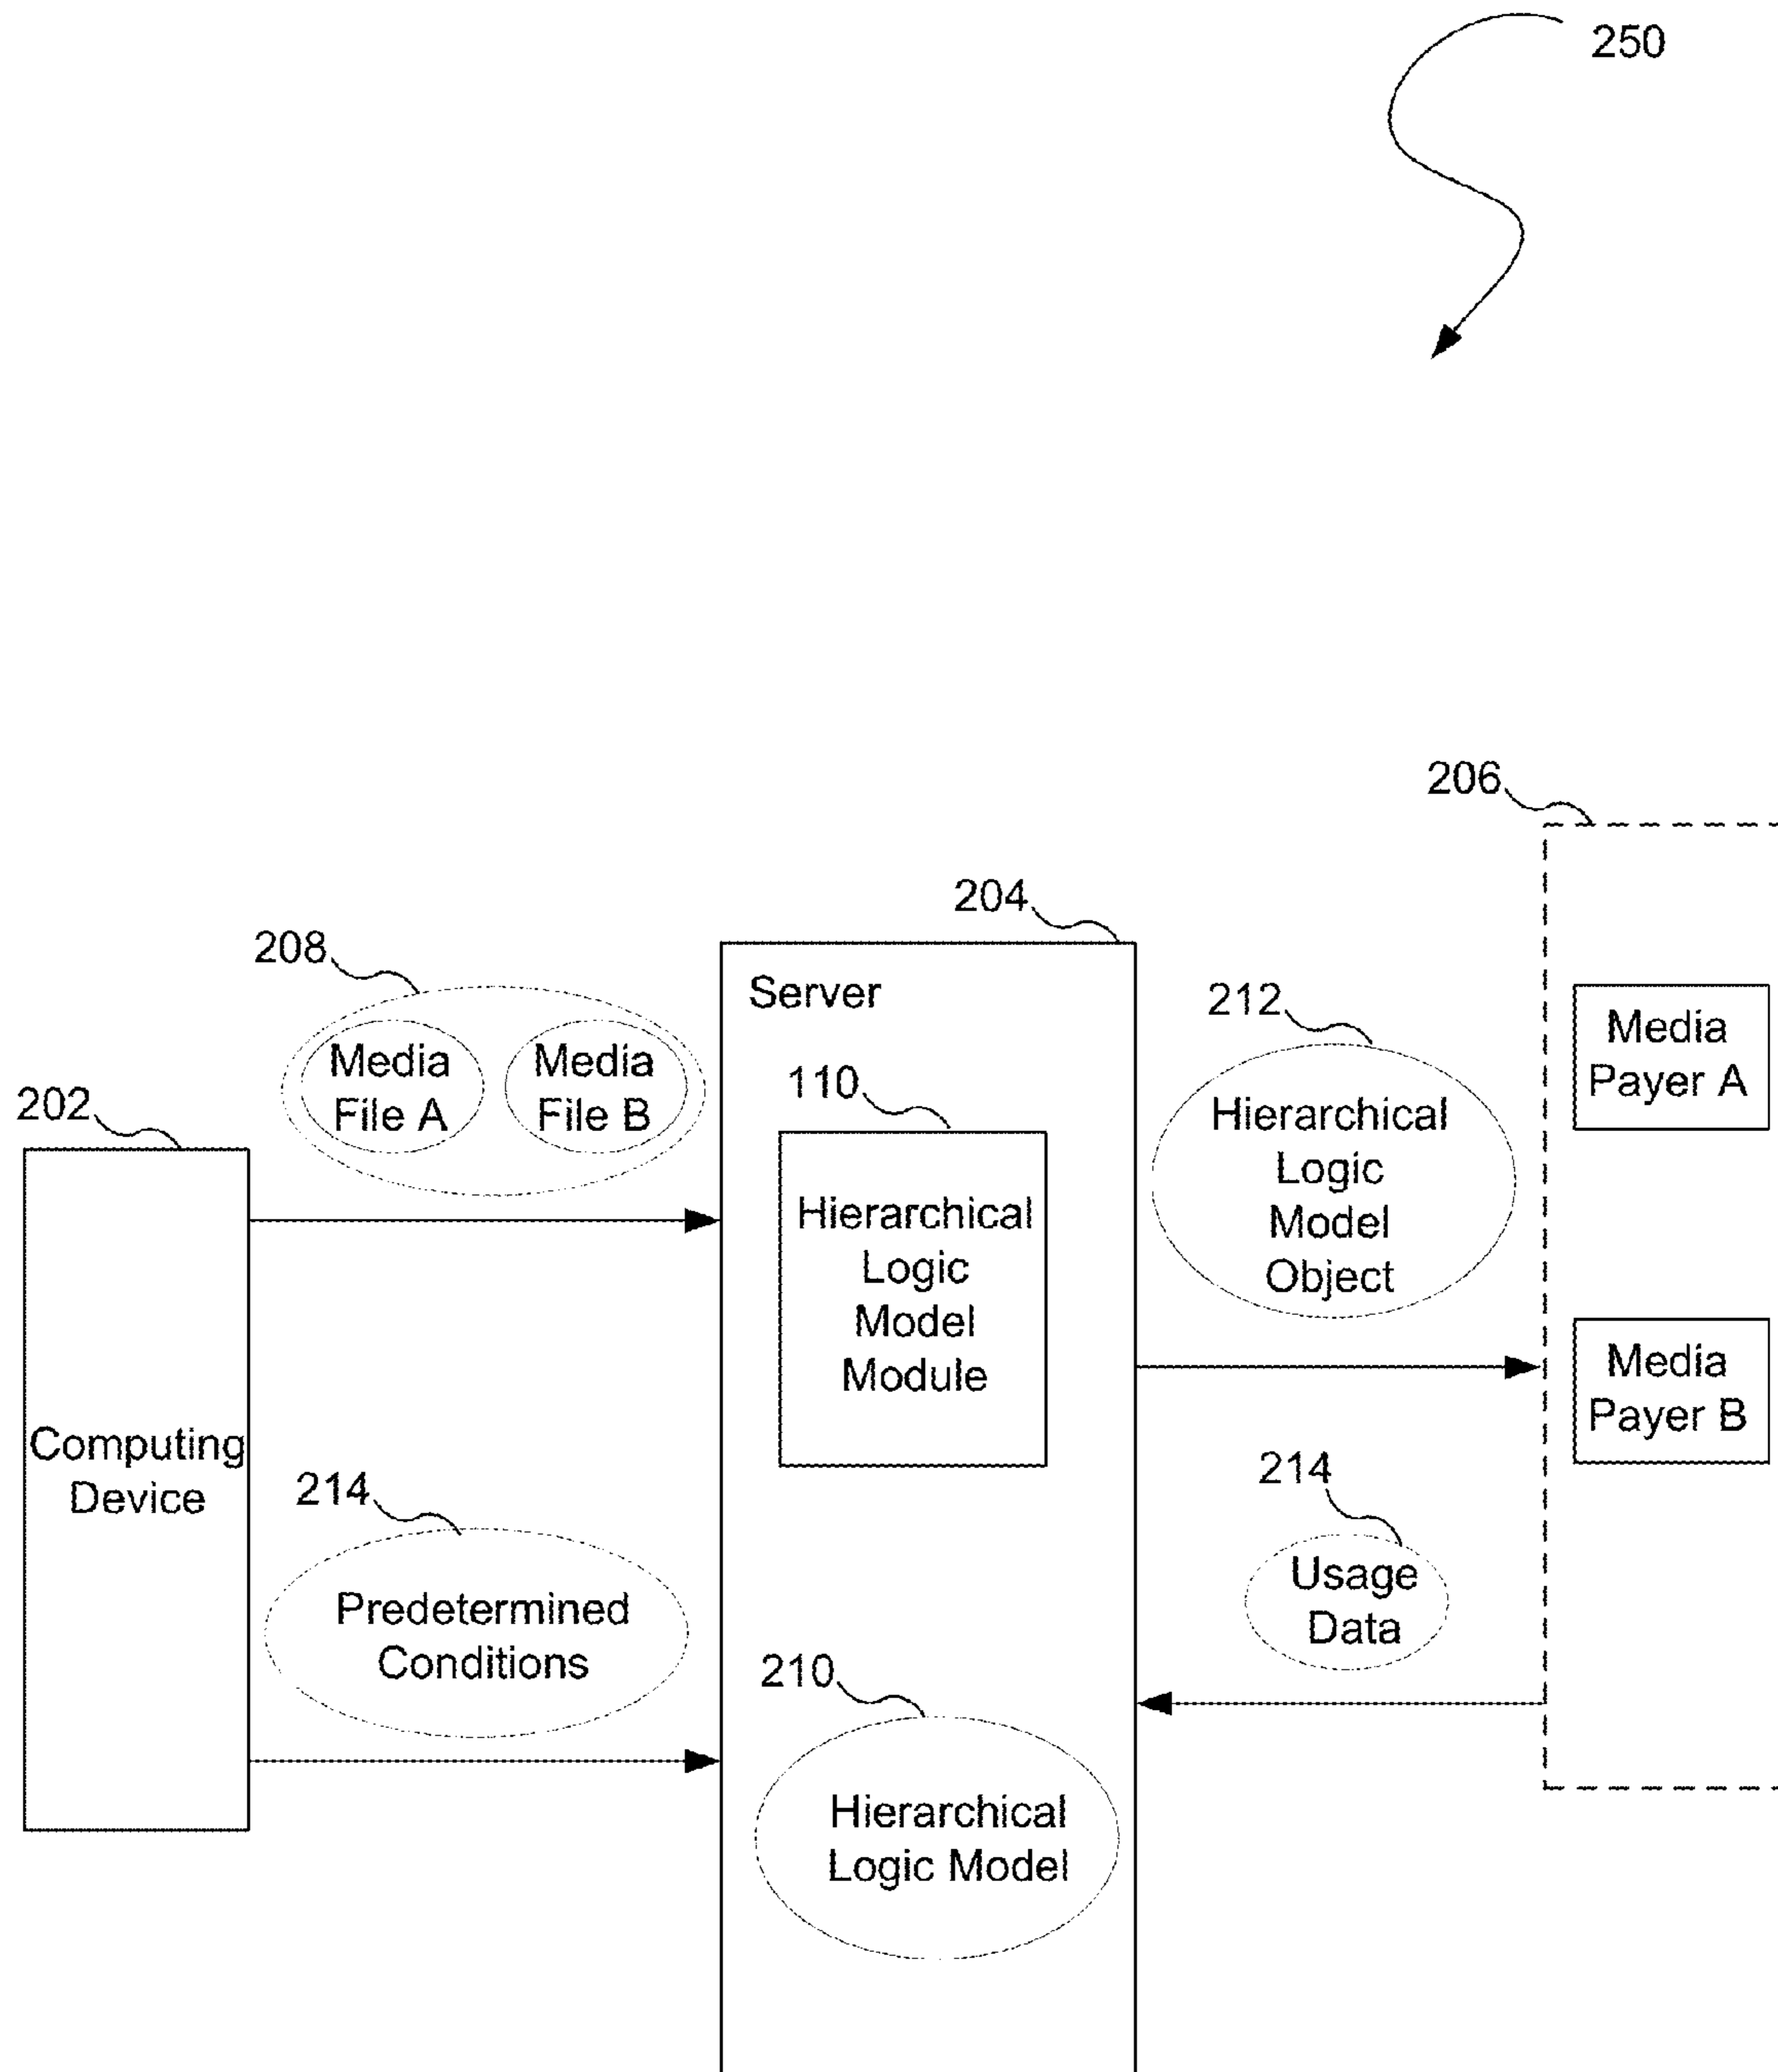 250
206
204
208
Server
212
Media
File A
Media
File B
Media
Payer A
110
202
Hierarchical
Logic
Model
Object
Hierarchical
Logic
Model
Module
Media
Payer B
Computing
Device
214
214
Usage
Data
Predetermined
Conditions
210
Hierarchical
Logic Model